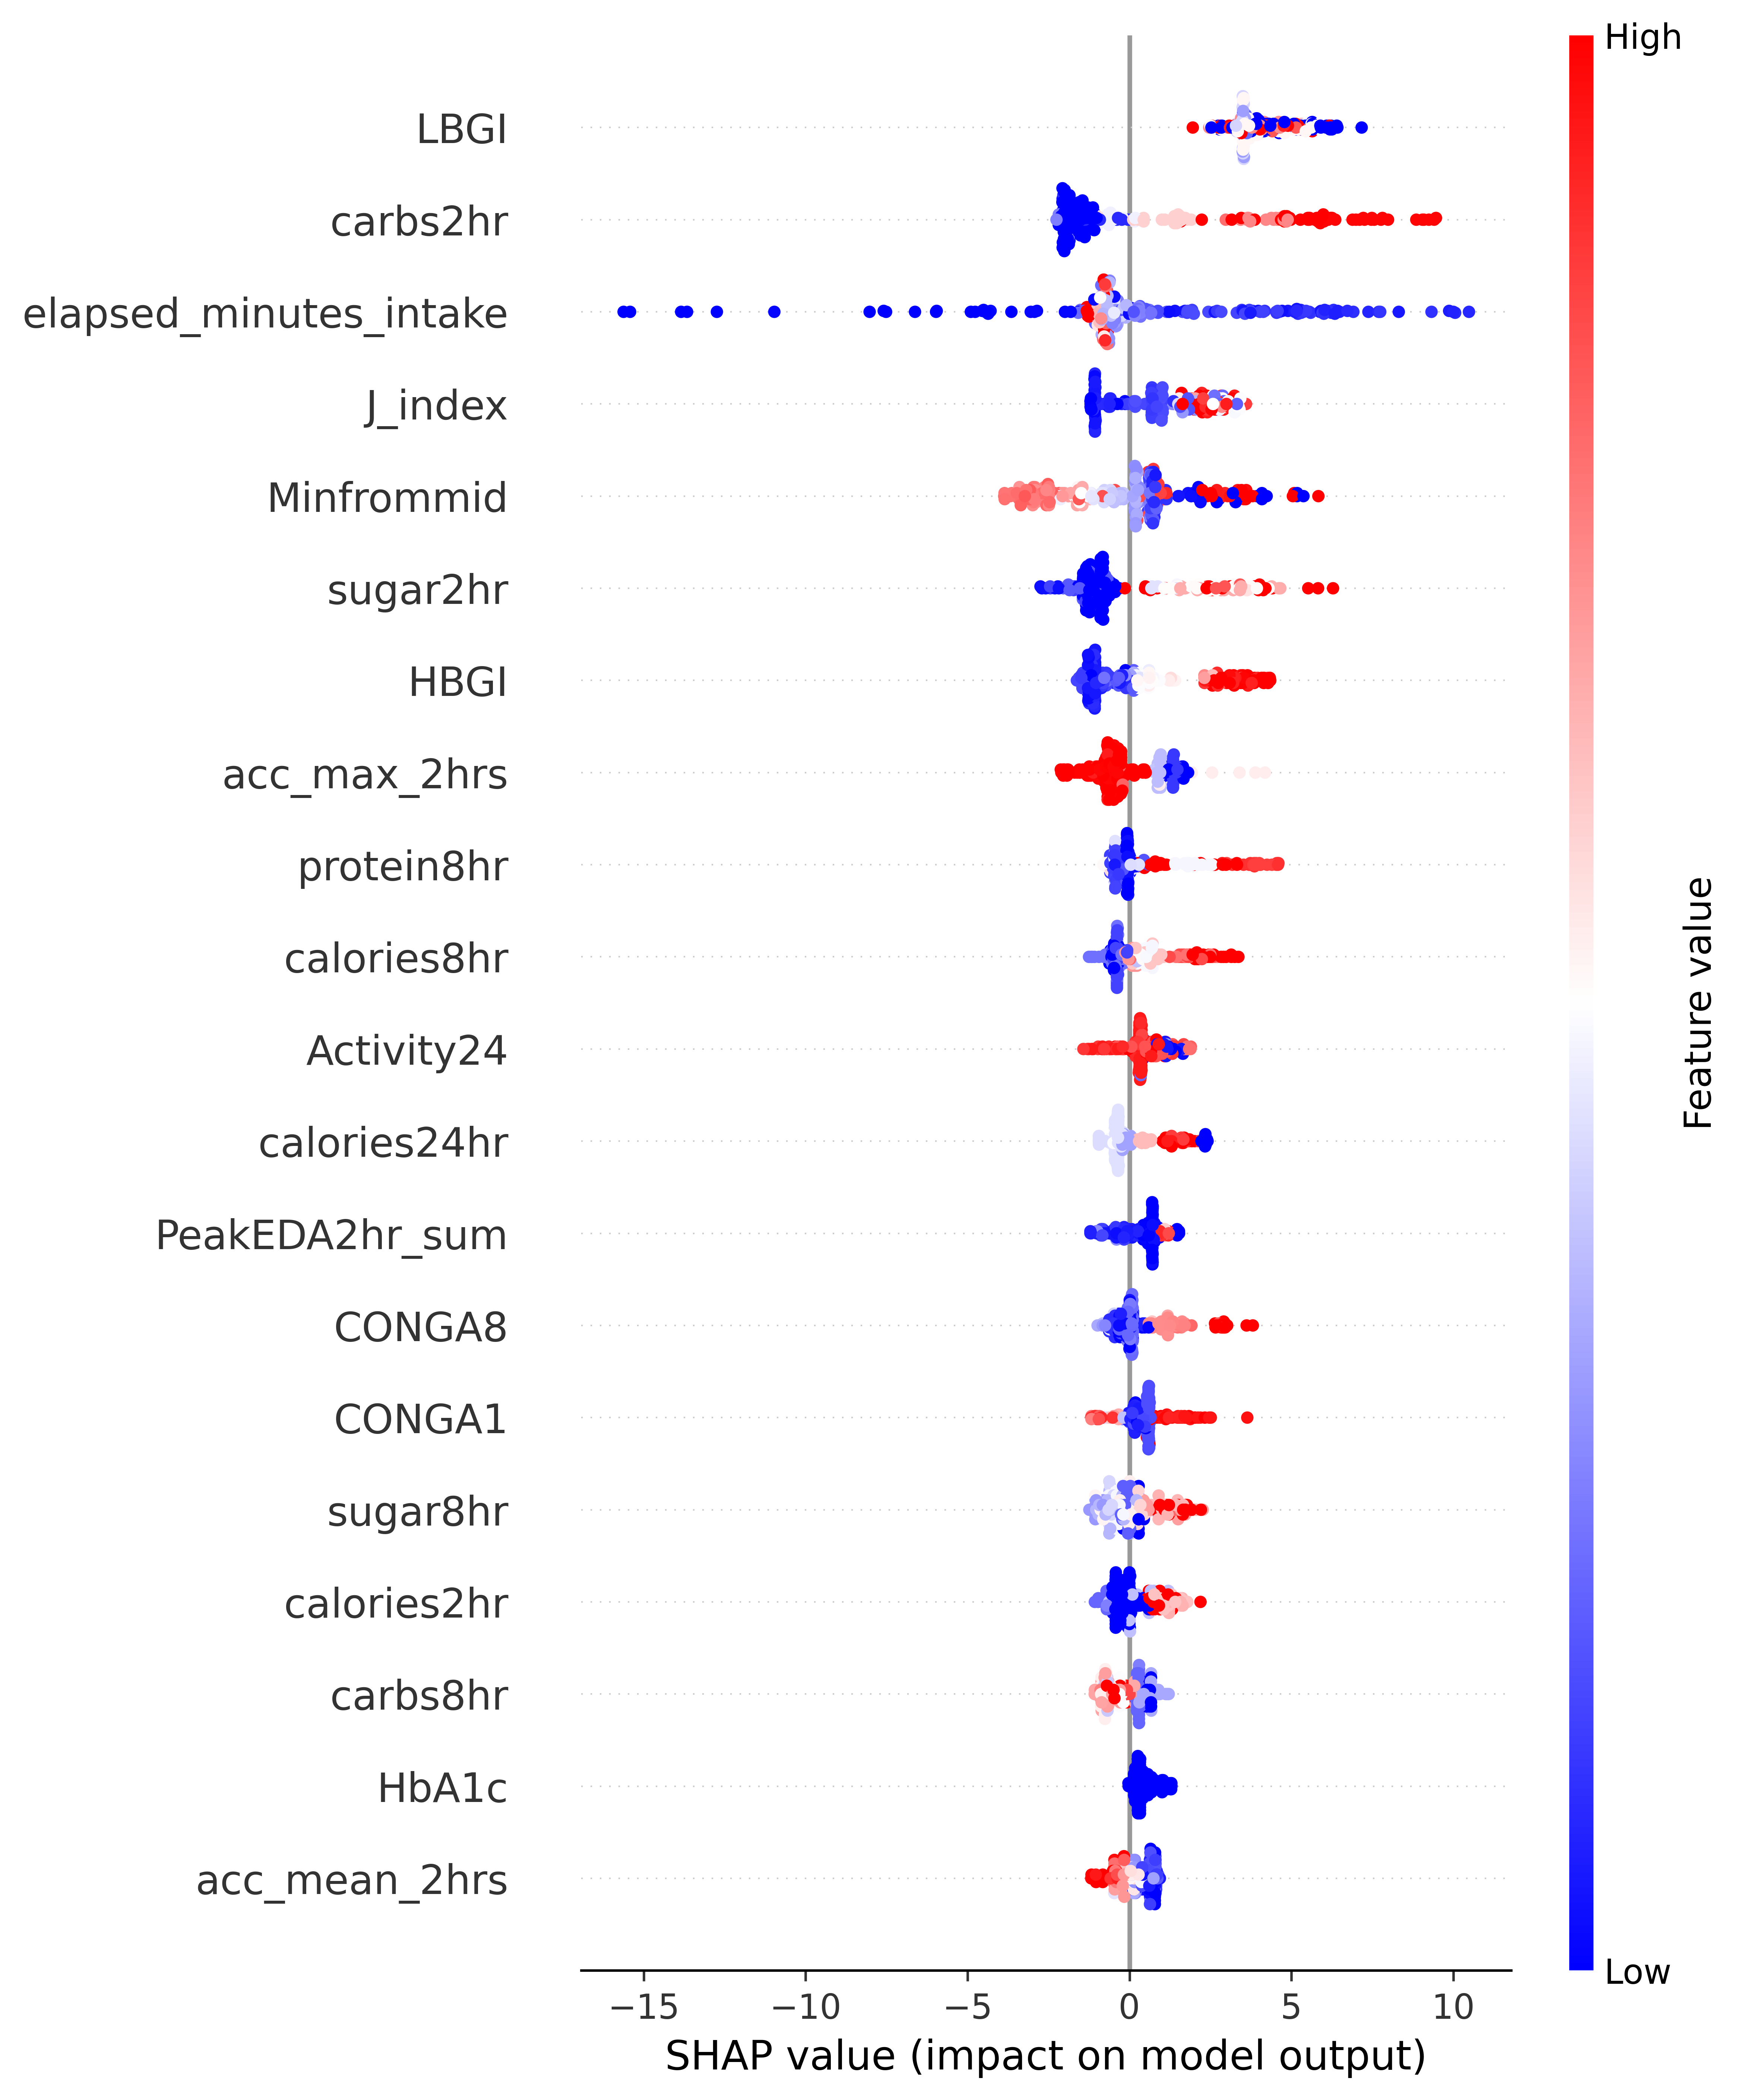 High
LBGI
carbs2hr
elapsed_minutes_intake
J_index
Minfrommid
sugar2hr
HBGI
acc_max_2hrs
protein8hr
calories8hr
Activity24
calories24hr
PeakEDA2hr_sum
CONGA8
CONGA1
sugar8hr
calories2hr
carbs8hr
HbA1c
acc_mean_2hrs
Feature value
Low
−15 −10 −5 0 5 10
SHAP value (impact on model output)